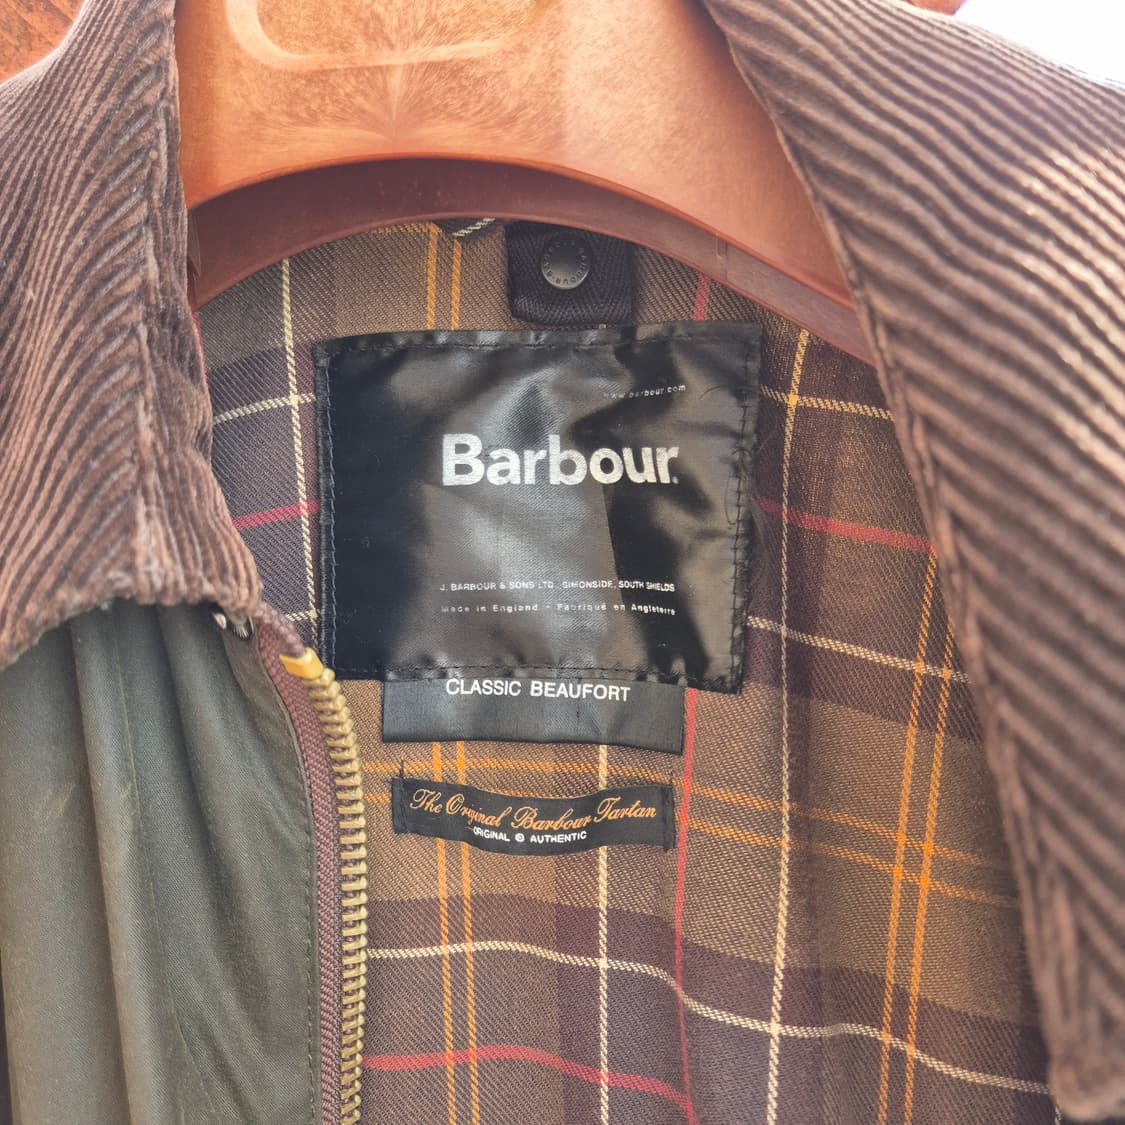 www.barbour.com
Barbour.
J. BARBOUR & SONS LTD, SIMONSIDE, SOUTH SHIELDS
Made in England - Fabriqué en Angleterre
CLASSIC BEAUFORT
The Original Barbour Tartan
ORIGINAL @ AUTHENTIC